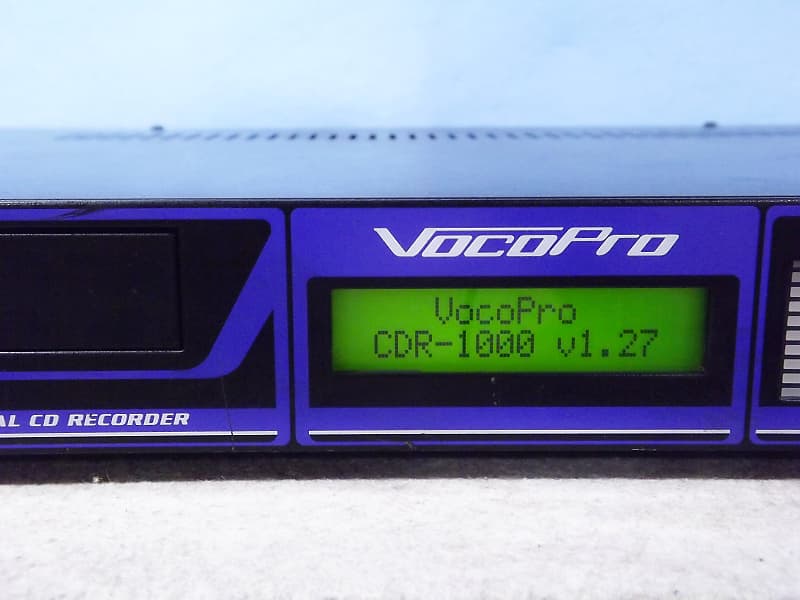 VocoPro
VocoPro
CDR-1000 v1.27
AL CD RECORDER